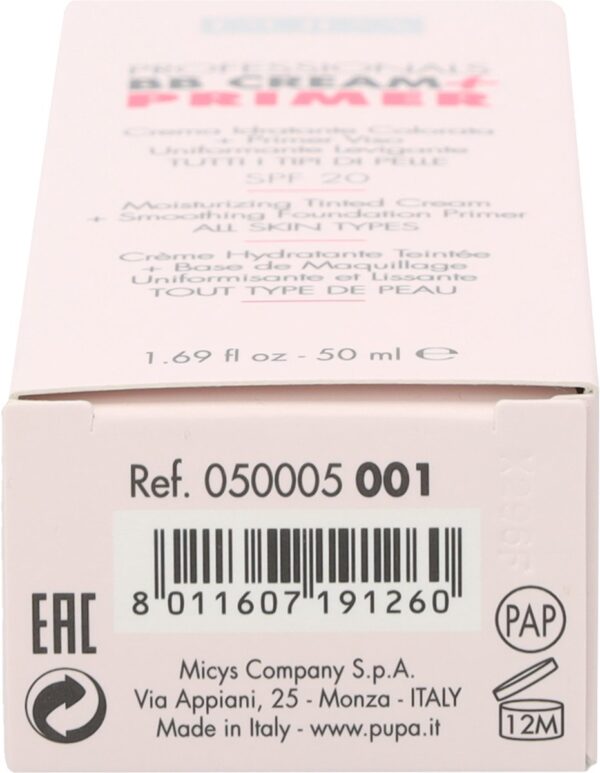 PROFESSIONALS
BB CREAM+
PRIMER
Crema Idratante Colorata
+ Primer Viso
Uniformante Levigante
TUTTI I TIPI DI PELLE
SPF 20
Moisturizing Tinted Cream
+ Smoothing Foundation Primer
ALL SKIN TYPES
Crème Hydratante Teintée
+ Base de Maquillage
Uniformisante et Lissante
TOUT TYPE DE PEAU
1.69 fl oz - 50 ml ℮
Ref. 050005 001
8 011607 191260
EAC
PAP
Micys Company S.p.A.
Via Appiani, 25 - Monza - ITALY
Made in Italy - www.pupa.it
12M